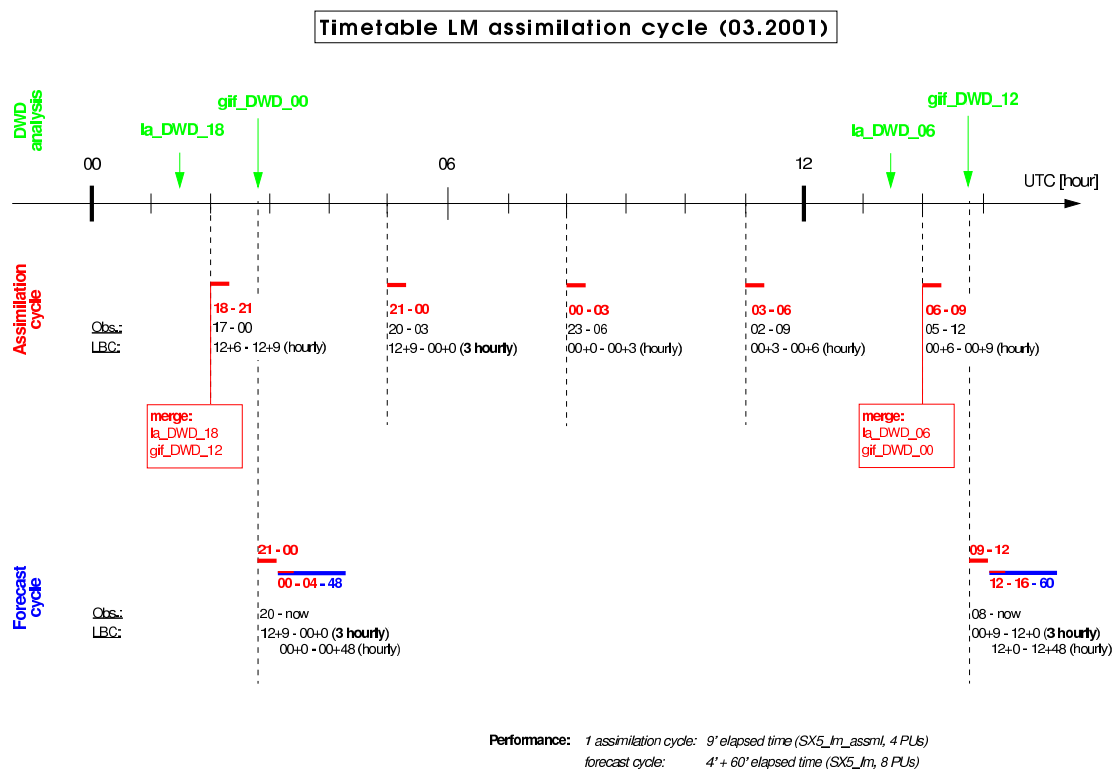 Timetable LM assimilation cycle (03.2001)
DWD
analysis
la_DWD_18
gif_DWD_00
la_DWD_06
gif_DWD_12
00
06
12
UTC [hour]
Assimilation
cycle
18 - 21
21 - 00
00 - 03
03 - 06
06 - 09
Obs.:
17 - 00
20 - 03
23 - 06
02 - 09
05 - 12
LBC:
12+6 - 12+9 (hourly)
12+9 - 00+0 (3 hourly)
00+0 - 00+3 (hourly)
00+3 - 00+6 (hourly)
00+6 - 00+9 (hourly)
merge:
la_DWD_18
gif_DWD_12
merge:
la_DWD_06
gif_DWD_00
Forecast
cycle
21 - 00
00 - 04 - 48
09 - 12
12 - 16 - 60
Obs.:
20 - now
08 - now
LBC:
12+9 - 00+0 (3 hourly)
00+0 - 00+48 (hourly)
00+9 - 12+0 (3 hourly)
12+0 - 12+48 (hourly)
Performance: 1 assimilation cycle: 9' elapsed time (SX5_lm_assml, 4 PUs)
forecast cycle: 4' + 60' elapsed time (SX5_lm, 8 PUs)